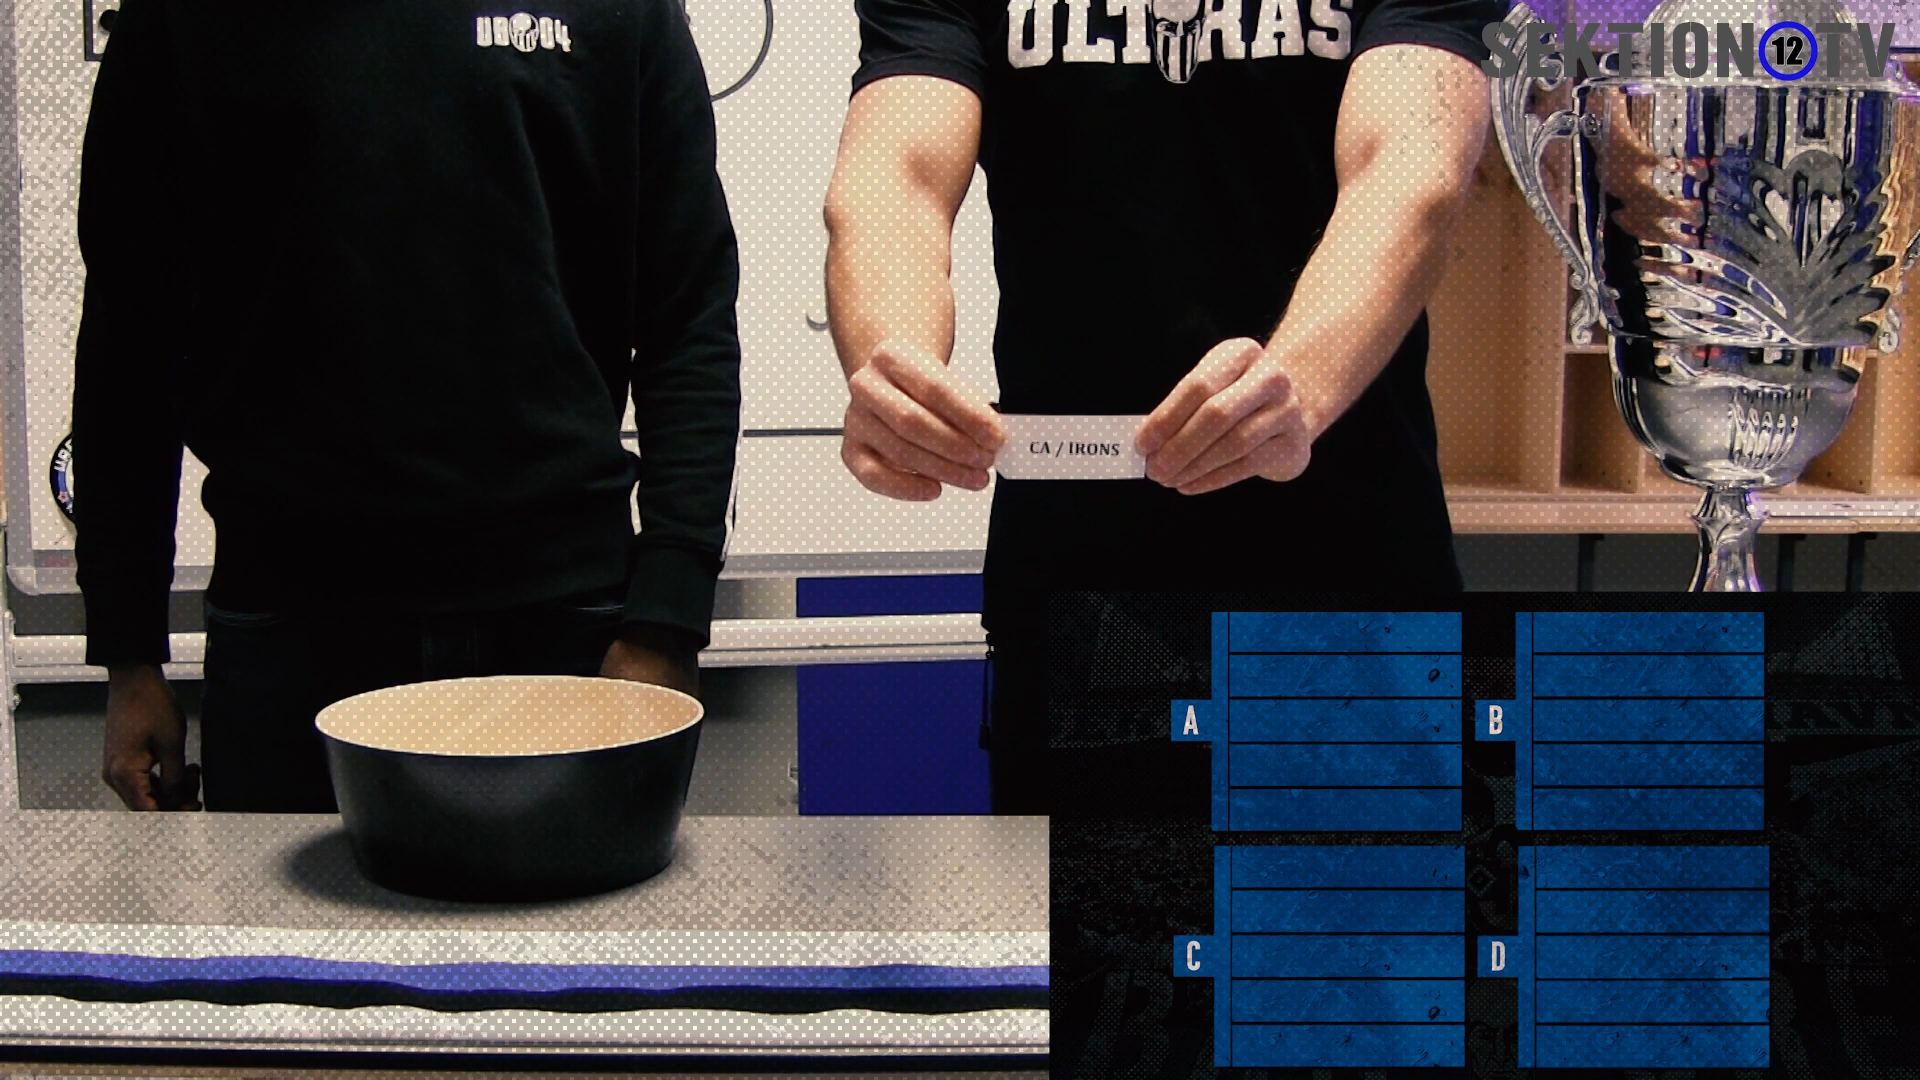 UB 04
ULTRAS
SEKTION 12 TV
CA / IRONS
A
B
C
D